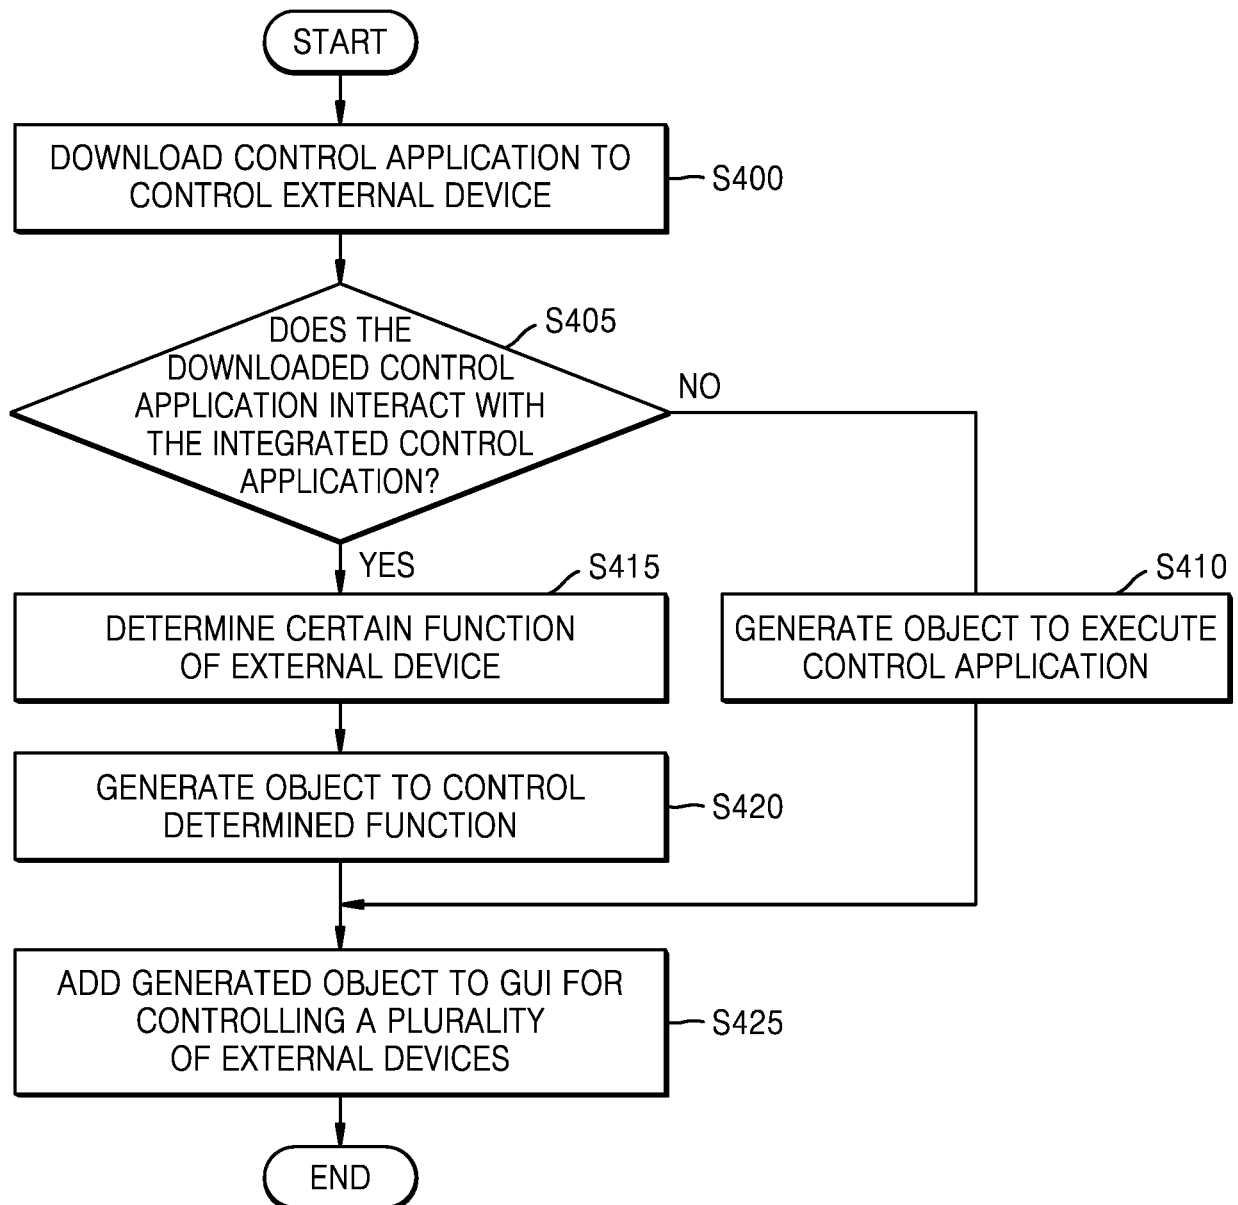 START
DOWNLOAD CONTROL APPLICATION TO
CONTROL EXTERNAL DEVICE
S400
S405
DOES THE
DOWNLOADED CONTROL
APPLICATION INTERACT WITH
THE INTEGRATED CONTROL
APPLICATION?
NO
YES
S415
DETERMINE CERTAIN FUNCTION
OF EXTERNAL DEVICE
S410
GENERATE OBJECT TO EXECUTE
CONTROL APPLICATION
GENERATE OBJECT TO CONTROL
DETERMINED FUNCTION
S420
ADD GENERATED OBJECT TO GUI FOR
CONTROLLING A PLURALITY
OF EXTERNAL DEVICES
S425
END